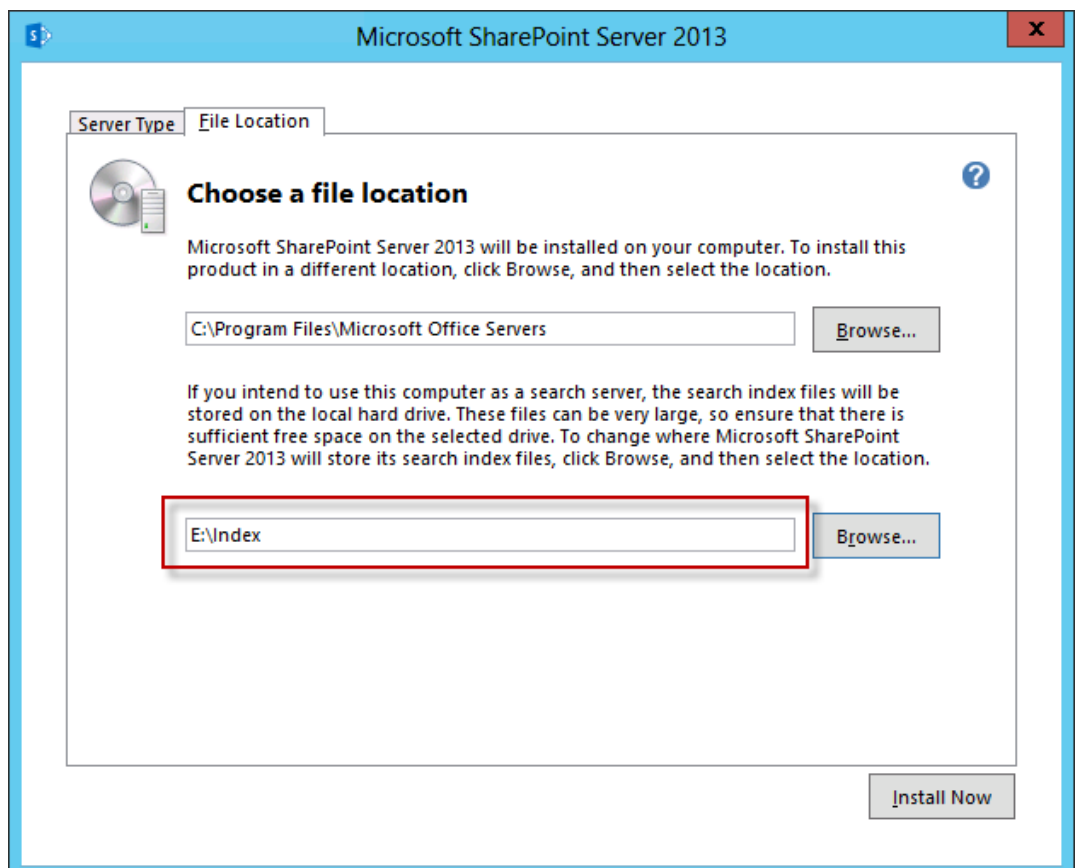 Microsoft SharePoint Server 2013
x
Server Type
File Location
Choose a file location
?
Microsoft SharePoint Server 2013 will be installed on your computer. To install this
product in a different location, click Browse, and then select the location.
C:\Program Files\Microsoft Office Servers
Browse...
If you intend to use this computer as a search server, the search index files will be
stored on the local hard drive. These files can be very large, so ensure that there is
sufficient free space on the selected drive. To change where Microsoft SharePoint
Server 2013 will store its search index files, click Browse, and then select the location.
E:\Index
Browse...
Install Now